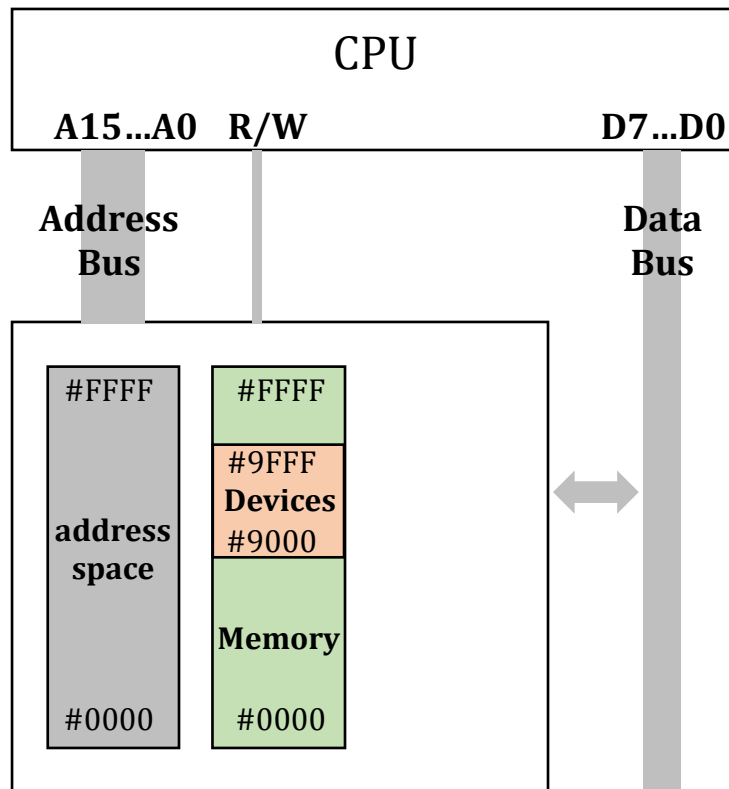 CPU
A15...A0 R/W D7...D0
Address
Bus
Data
Bus
#FFFF
address
space
#0000
#FFFF
#9FFF
Devices
#9000
Memory
#0000